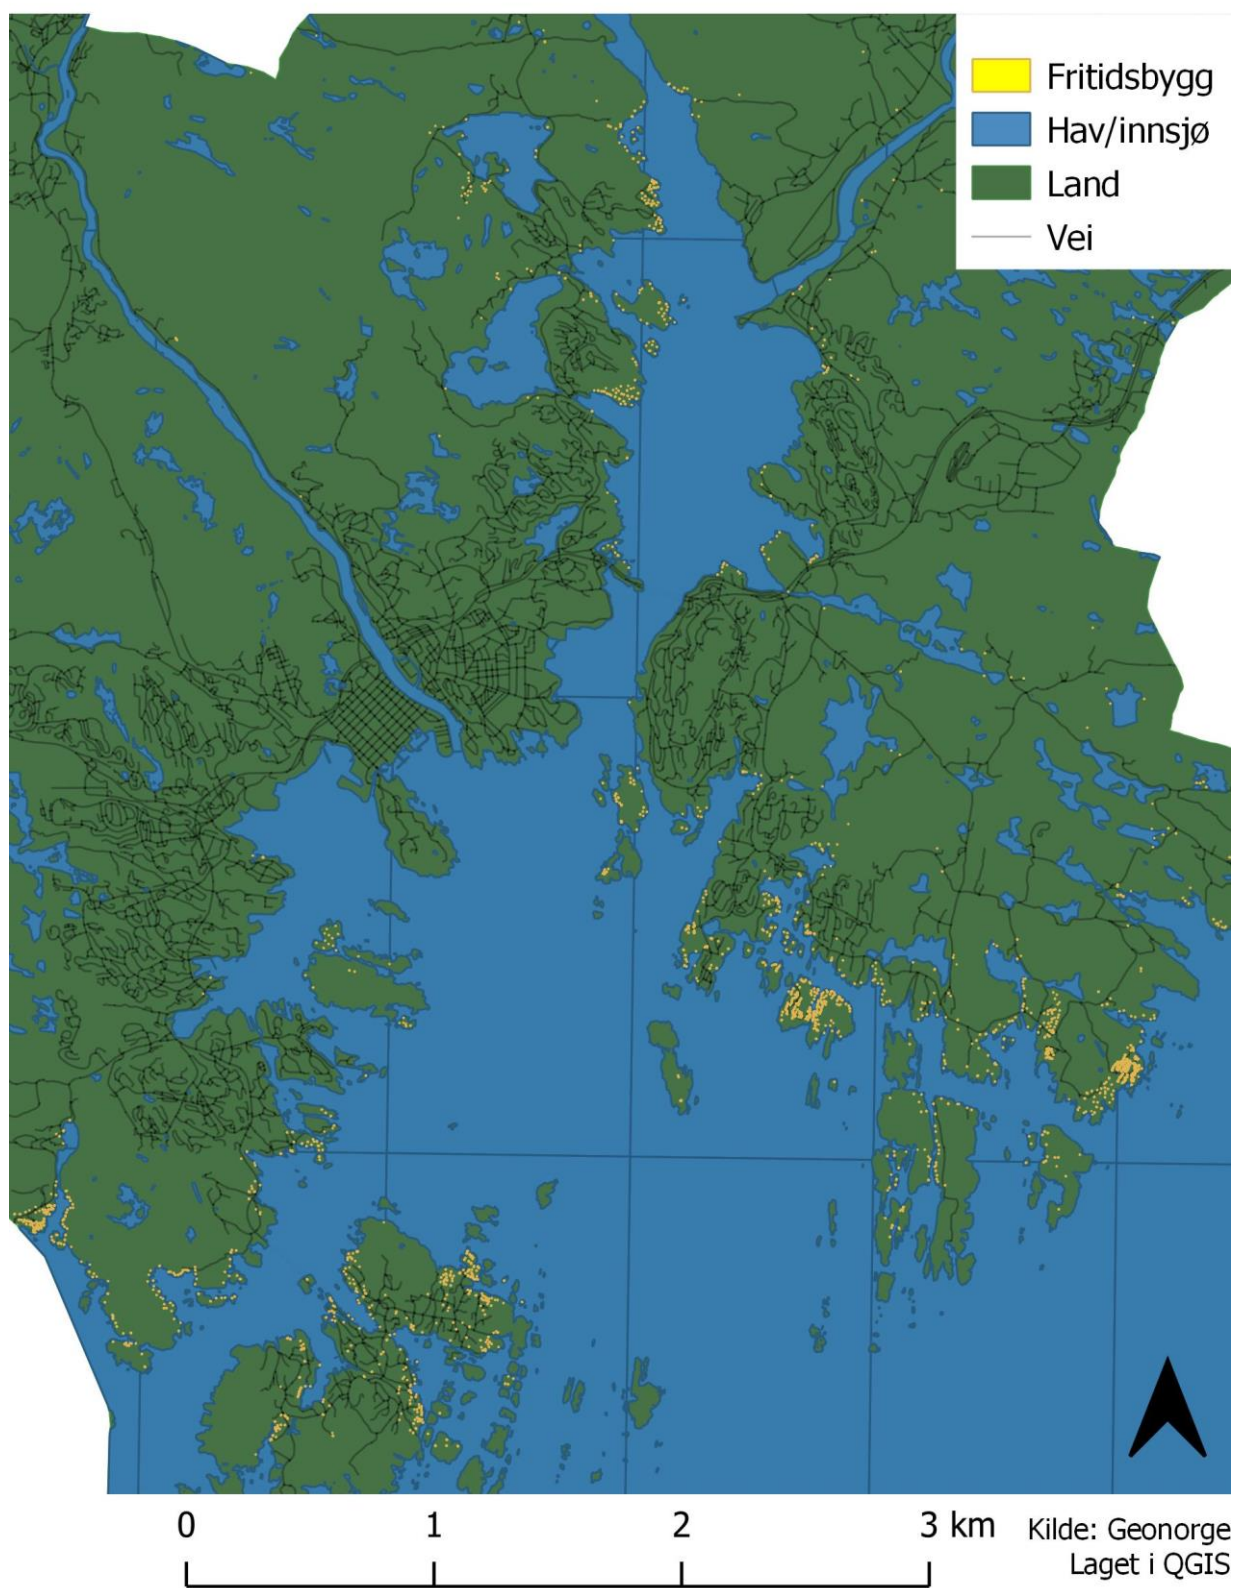 Fritidsbygg
Hav/innsjø
Land
Vei
0 1 2 3 km
Kilde: Geonorge
Laget i QGIS